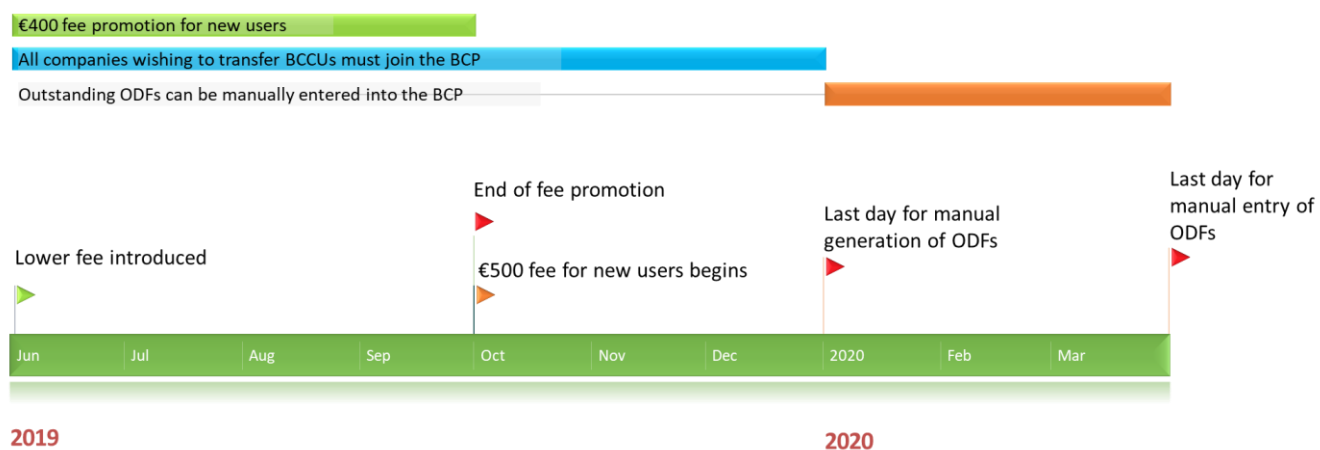 €400 fee promotion for new users
All companies wishing to transfer BCCUs must join the BCP
Outstanding ODFs can be manually entered into the BCP
Last day for
manual entry of
ODFs
End of fee promotion
Last day for manual
generation of ODFs
Lower fee introduced
€500 fee for new users begins
Jun Jul Aug Sep Oct Nov Dec 2020 Feb Mar
2019 2020